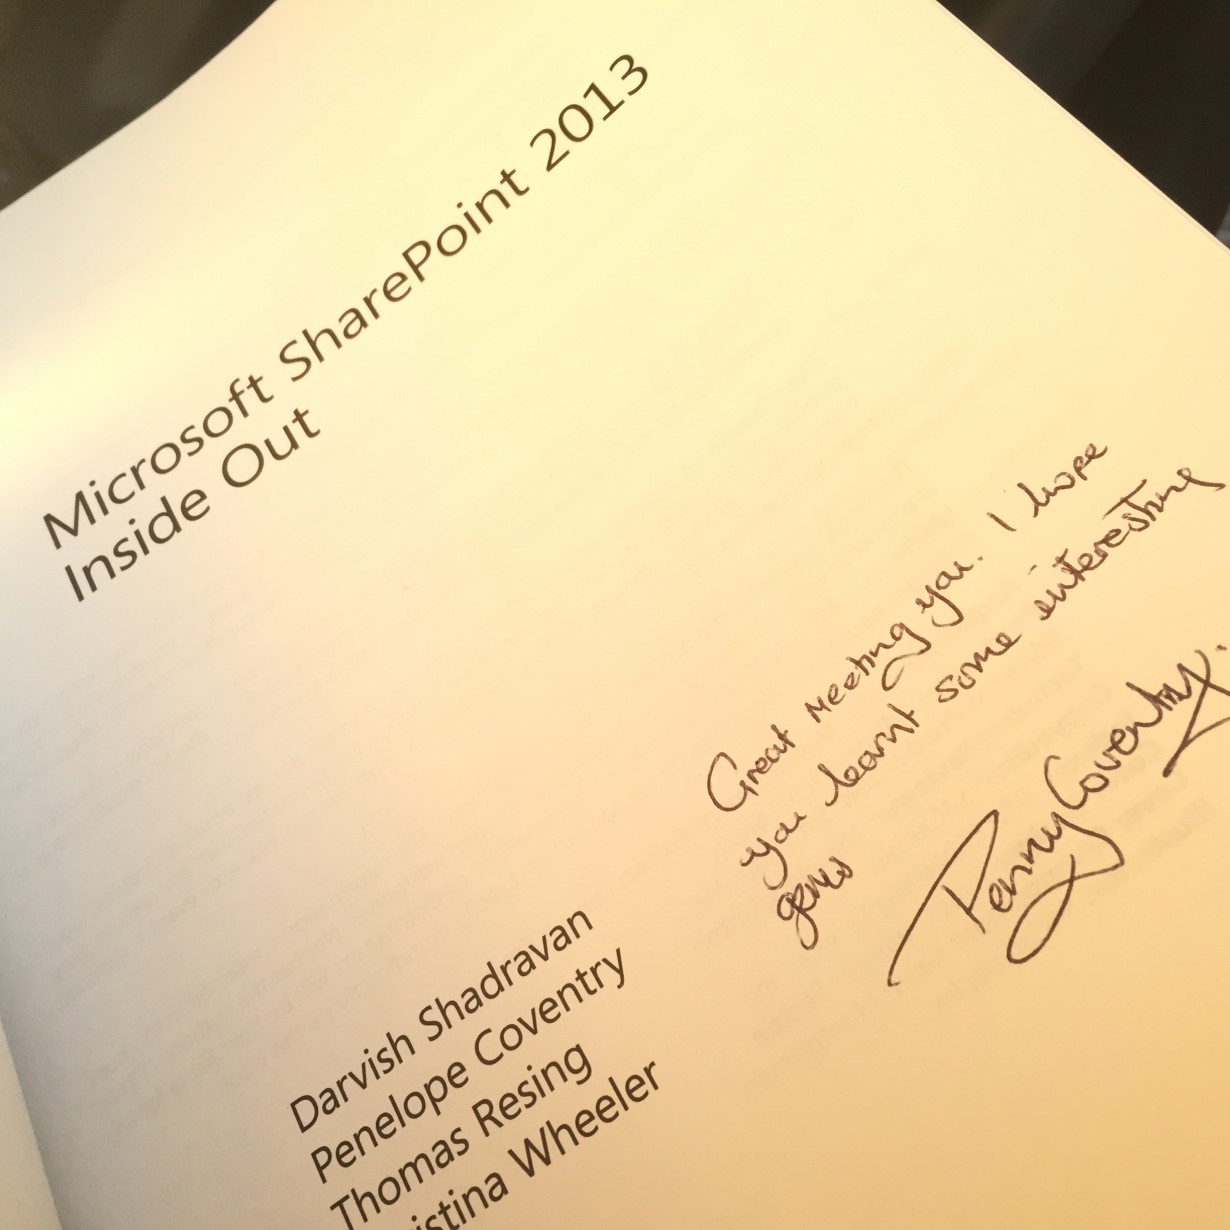 Microsoft SharePoint 2013
Inside Out
Darvish Shadravan
Penelope Coventry
Thomas Resing
istina Wheeler
Great Meeting you. I hope
you learnt some interesting
gems
Penny Coventry.